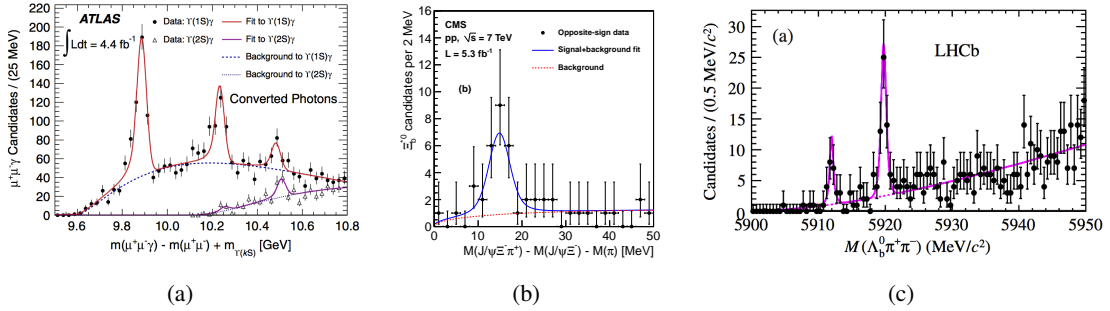 ATLAS
∫ Ldt = 4.4 fb⁻¹
Data: ϒ(1S)γ
Data: ϒ(2S)γ
Fit to ϒ(1S)γ
Fit to ϒ(2S)γ
Background to ϒ(1S)γ
Background to ϒ(2S)γ
Converted Photons
μ⁺μ⁻γ Candidates / (25 MeV)
220
200
180
160
140
120
100
80
60
40
20
0
9.6 9.8 10.0 10.2 10.4 10.6 10.8
m(μ⁺μ⁻γ) - m(μ⁺μ⁻) + m_ϒ(kS) [GeV]
(a)
CMS
pp, √s = 7 TeV
L = 5.3 fb⁻¹
(b)
Opposite-sign data
Signal+background fit
Background
Ξ_b*⁰ candidates per 2 MeV
16
14
12
10
8
6
4
2
0
0 10 20 30 40 50
M(J/ψΞ⁻π⁺) - M(J/ψΞ⁻) - M(π) [MeV]
(b)
(a)
LHCb
Candidates / (0.5 MeV/c²)
30
25
20
15
10
5
0
5900 5910 5920 5930 5940 5950
M(Λ_b⁰π⁺π⁻) (MeV/c²)
(c)